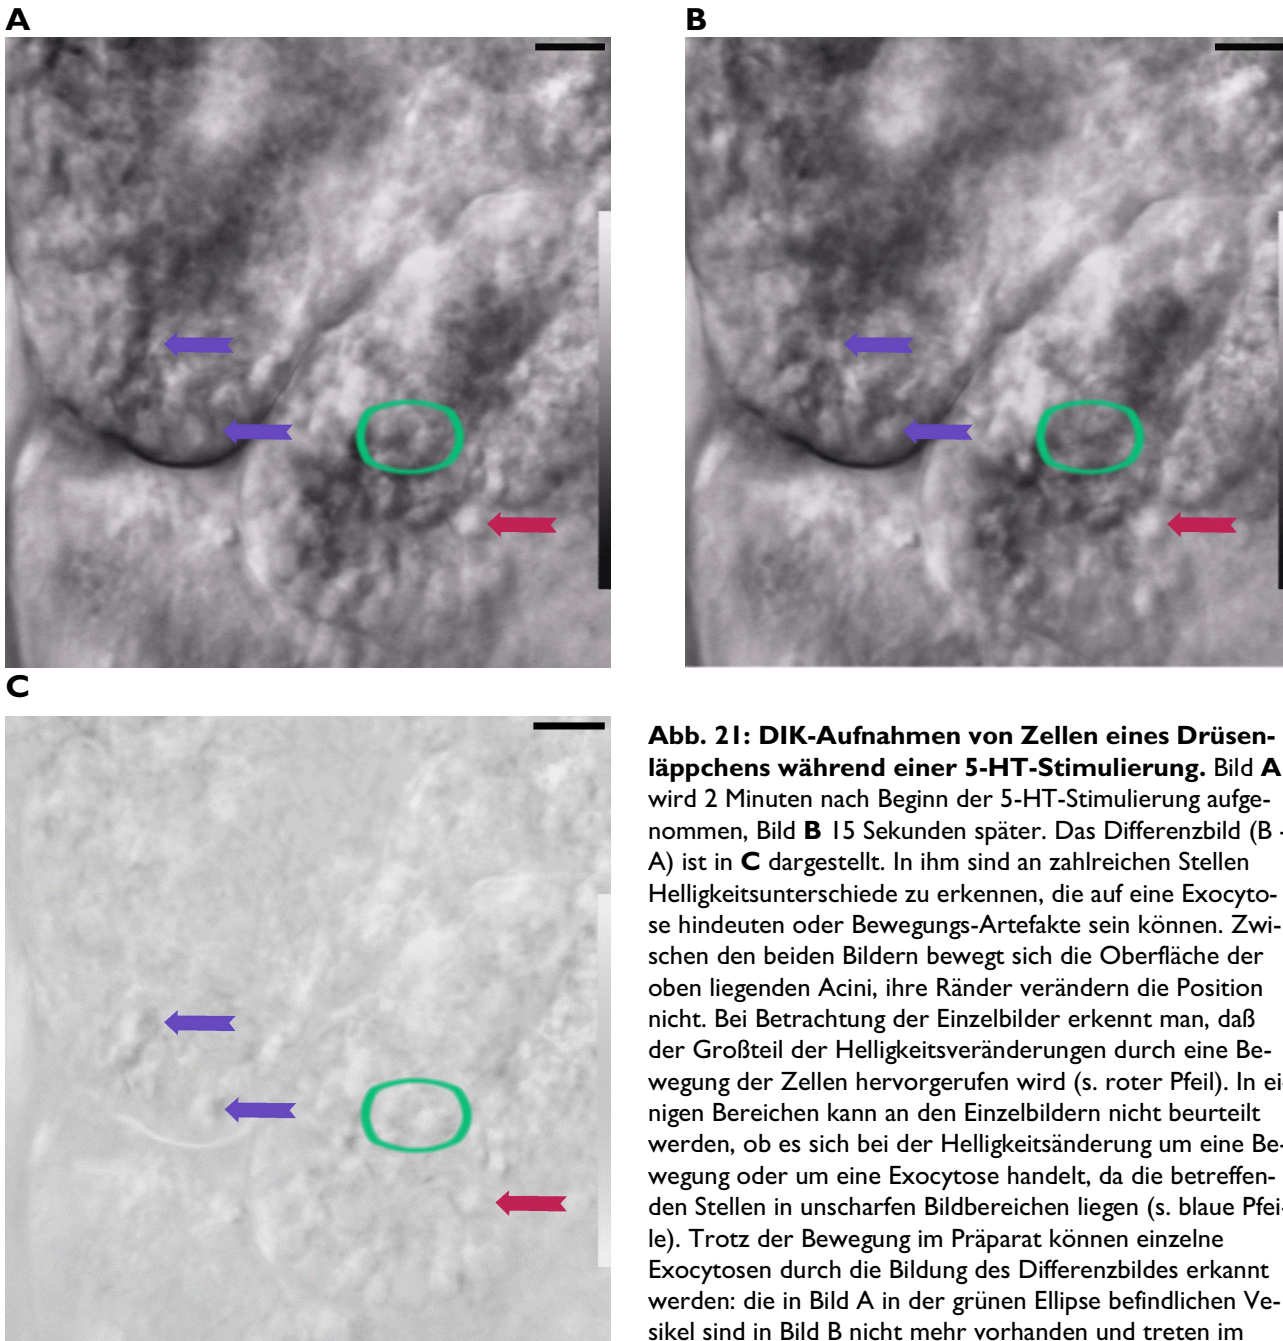 A
B
C
Abb. 21: DIK-Aufnahmen von Zellen eines Drüsen-
läppchens während einer 5-HT-Stimulierung. Bild A
wird 2 Minuten nach Beginn der 5-HT-Stimulierung aufge-
nommen, Bild B 15 Sekunden später. Das Differenzbild (B -
A) ist in C dargestellt. In ihm sind an zahlreichen Stellen
Helligkeitsunterschiede zu erkennen, die auf eine Exocyto-
se hindeuten oder Bewegungs-Artefakte sein können. Zwi-
schen den beiden Bildern bewegt sich die Oberfläche der
oben liegenden Acini, ihre Ränder verändern die Position
nicht. Bei Betrachtung der Einzelbilder erkennt man, daß
der Großteil der Helligkeitsveränderungen durch eine Be-
wegung der Zellen hervorgerufen wird (s. roter Pfeil). In ei-
nigen Bereichen kann an den Einzelbildern nicht beurteilt
werden, ob es sich bei der Helligkeitsänderung um eine Be-
wegung oder um eine Exocytose handelt, da die betreffen-
den Stellen in unscharfen Bildbereichen liegen (s. blaue Pfei-
le). Trotz der Bewegung im Präparat können einzelne
Exocytosen durch die Bildung des Differenzbildes erkannt
werden: die in Bild A in der grünen Ellipse befindlichen Ve-
sikel sind in Bild B nicht mehr vorhanden und treten im